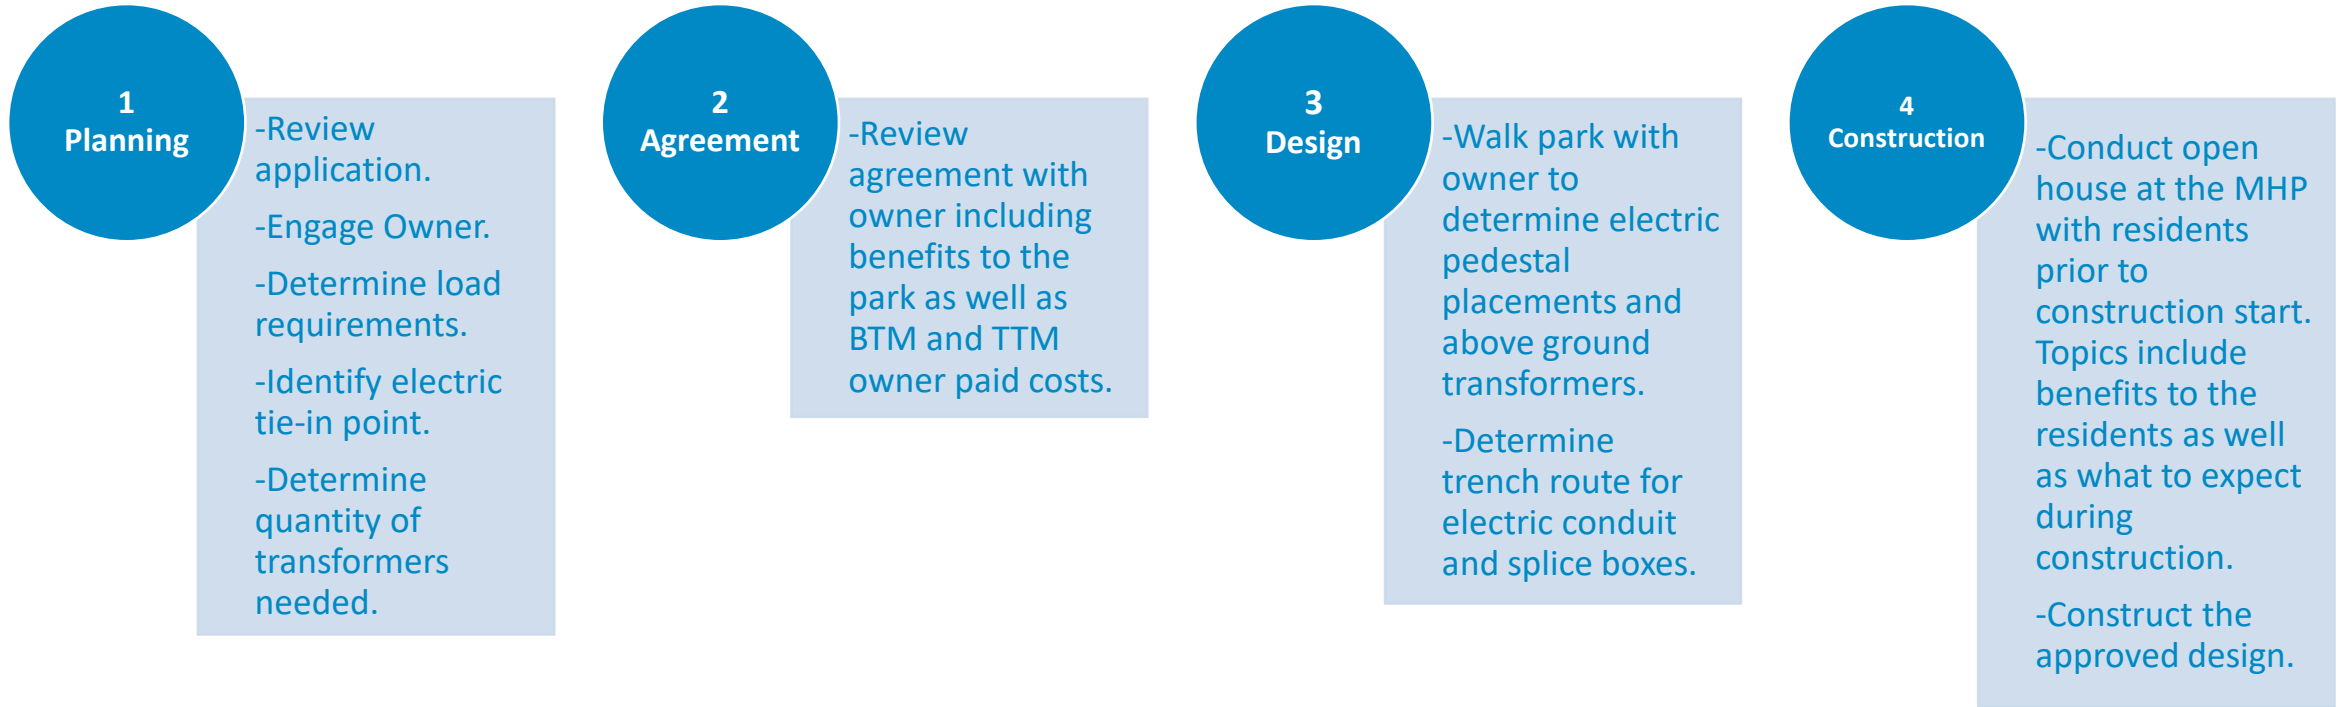 1
Planning
-Review
application.
-Engage Owner.
-Determine load
requirements.
-Identify electric
tie-in point.
-Determine
quantity of
transformers
needed.
2
Agreement
-Review
agreement with
owner including
benefits to the
park as well as
BTM and TTM
owner paid costs.
3
Design
-Walk park with
owner to
determine electric
pedestal
placements and
above ground
transformers.
-Determine
trench route for
electric conduit
and splice boxes.
4
Construction
-Conduct open
house at the MHP
with residents
prior to
construction start.
Topics include
benefits to the
residents as well
as what to expect
during
construction.
-Construct the
approved design.